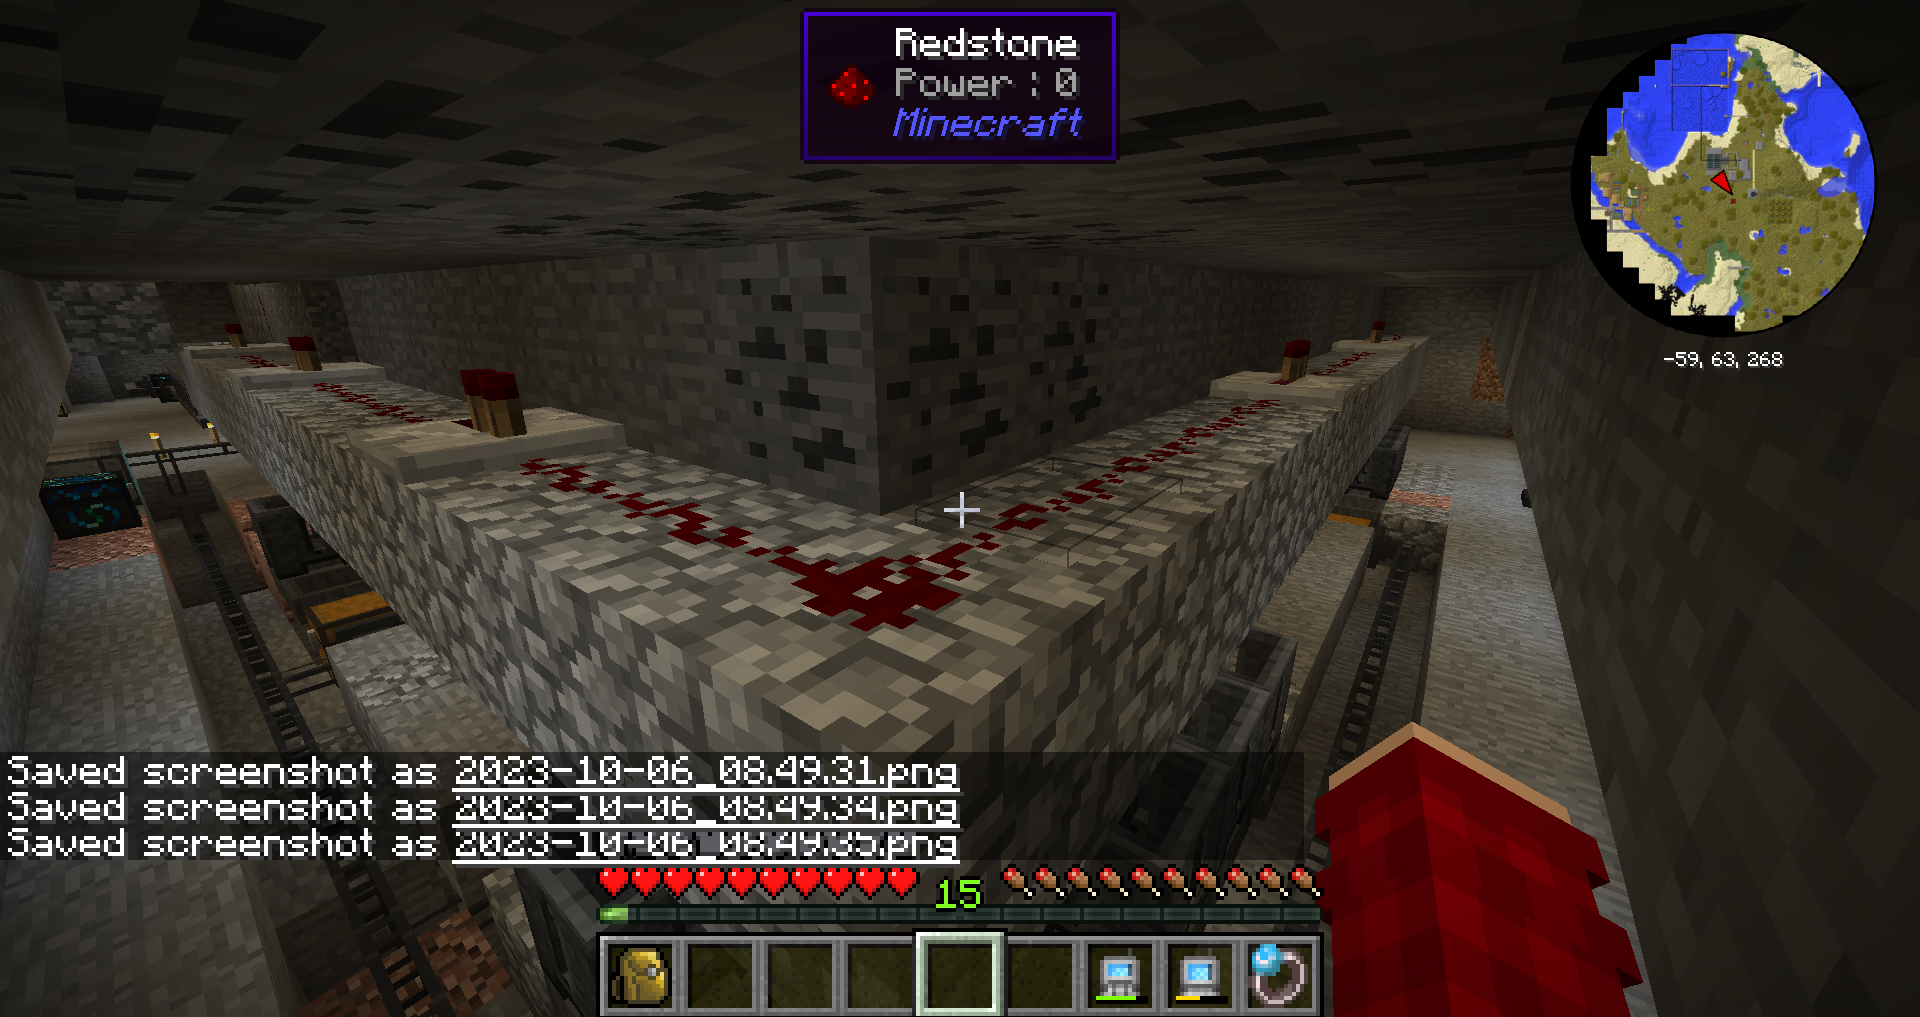 Redstone
Power : 0
Minecraft
-59, 63, 268
Saved screenshot as 2023-10-06_08.49.31.png
Saved screenshot as 2023-10-06_08.49.34.png
Saved screenshot as 2023-10-06_08.49.35.png
15